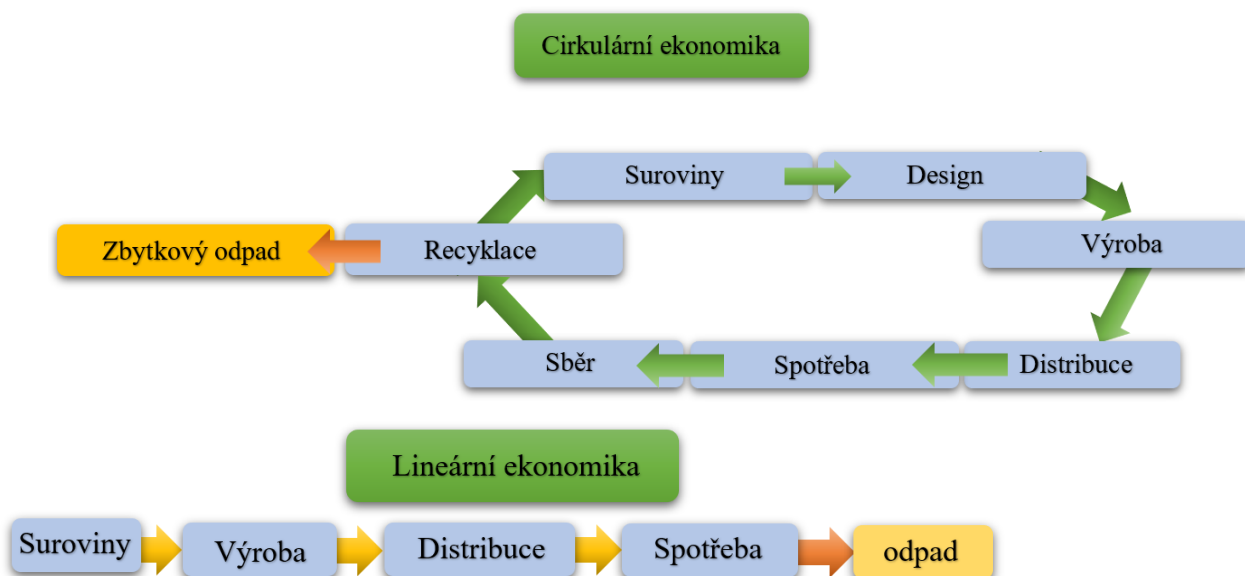 Cirkulární ekonomika
Suroviny
Design
Zbytkový odpad
Recyklace
Výroba
Sběr
Spotřeba
Distribuce
Lineární ekonomika
Suroviny
Výroba
Distribuce
Spotřeba
odpad